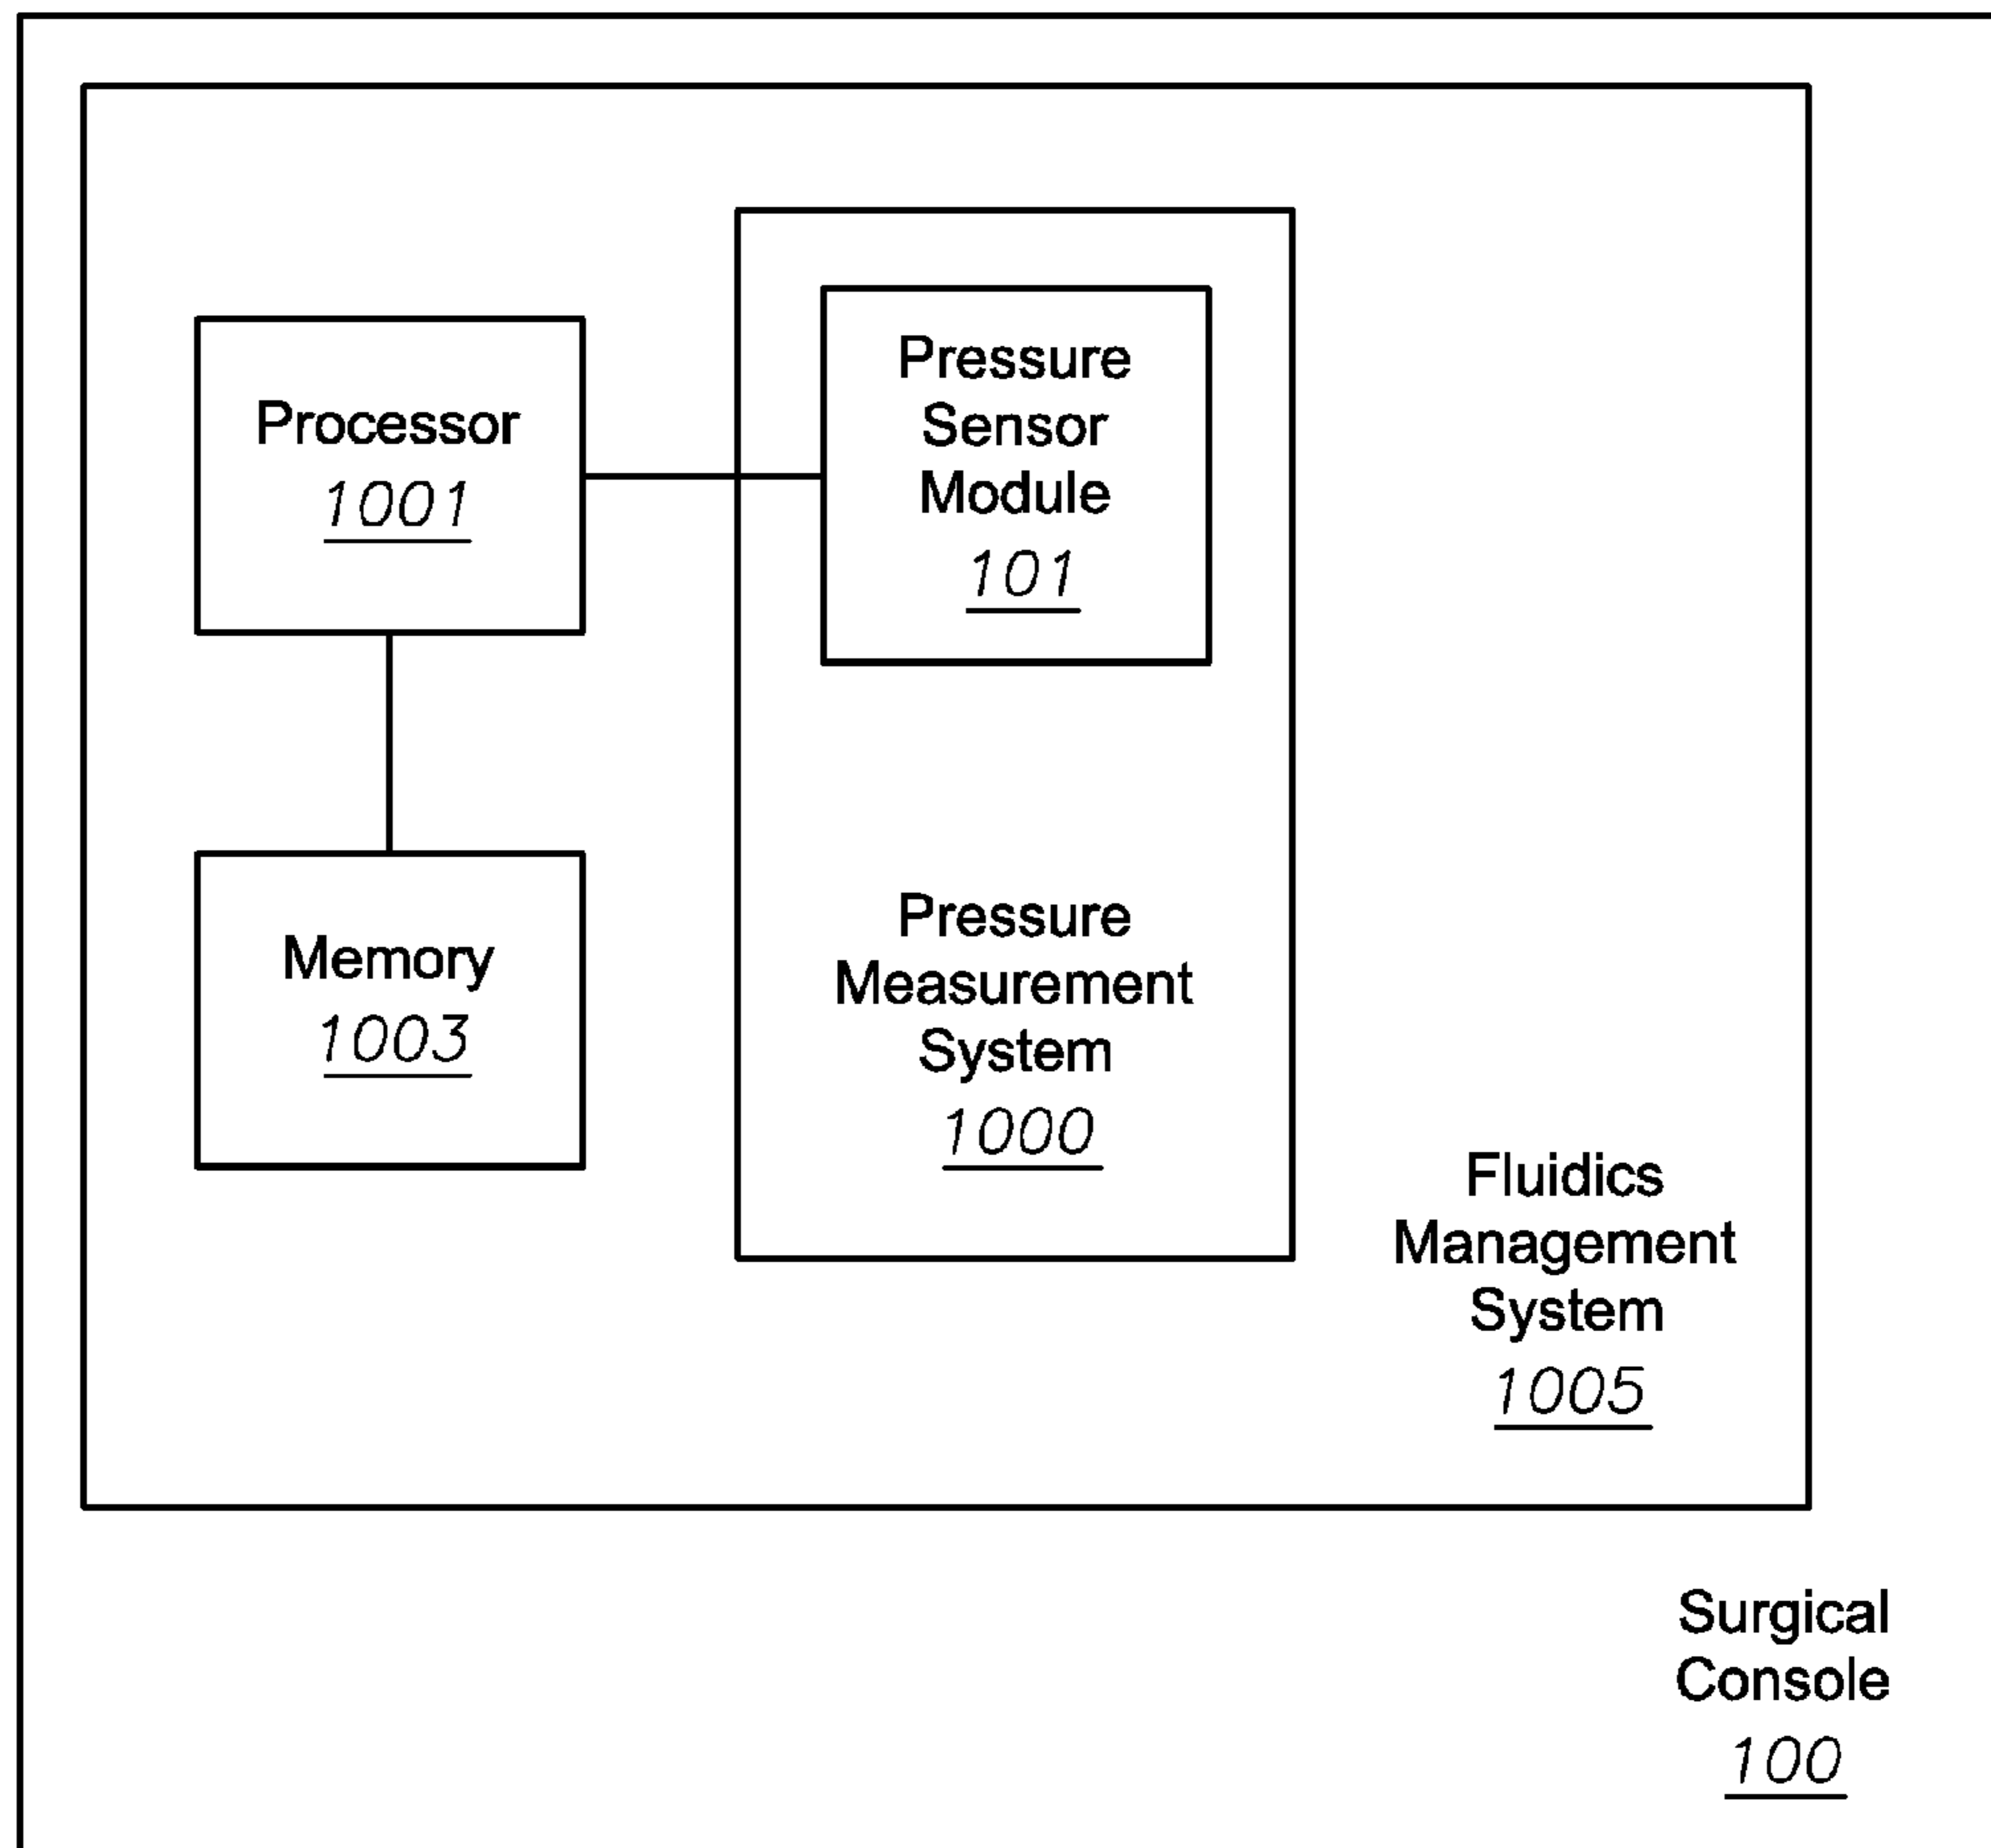 Processor
1001
Pressure
Sensor
Module
101
Memory
1003
Pressure
Measurement
System
1000
Fluidics
Management
System
1005
Surgical
Console
100